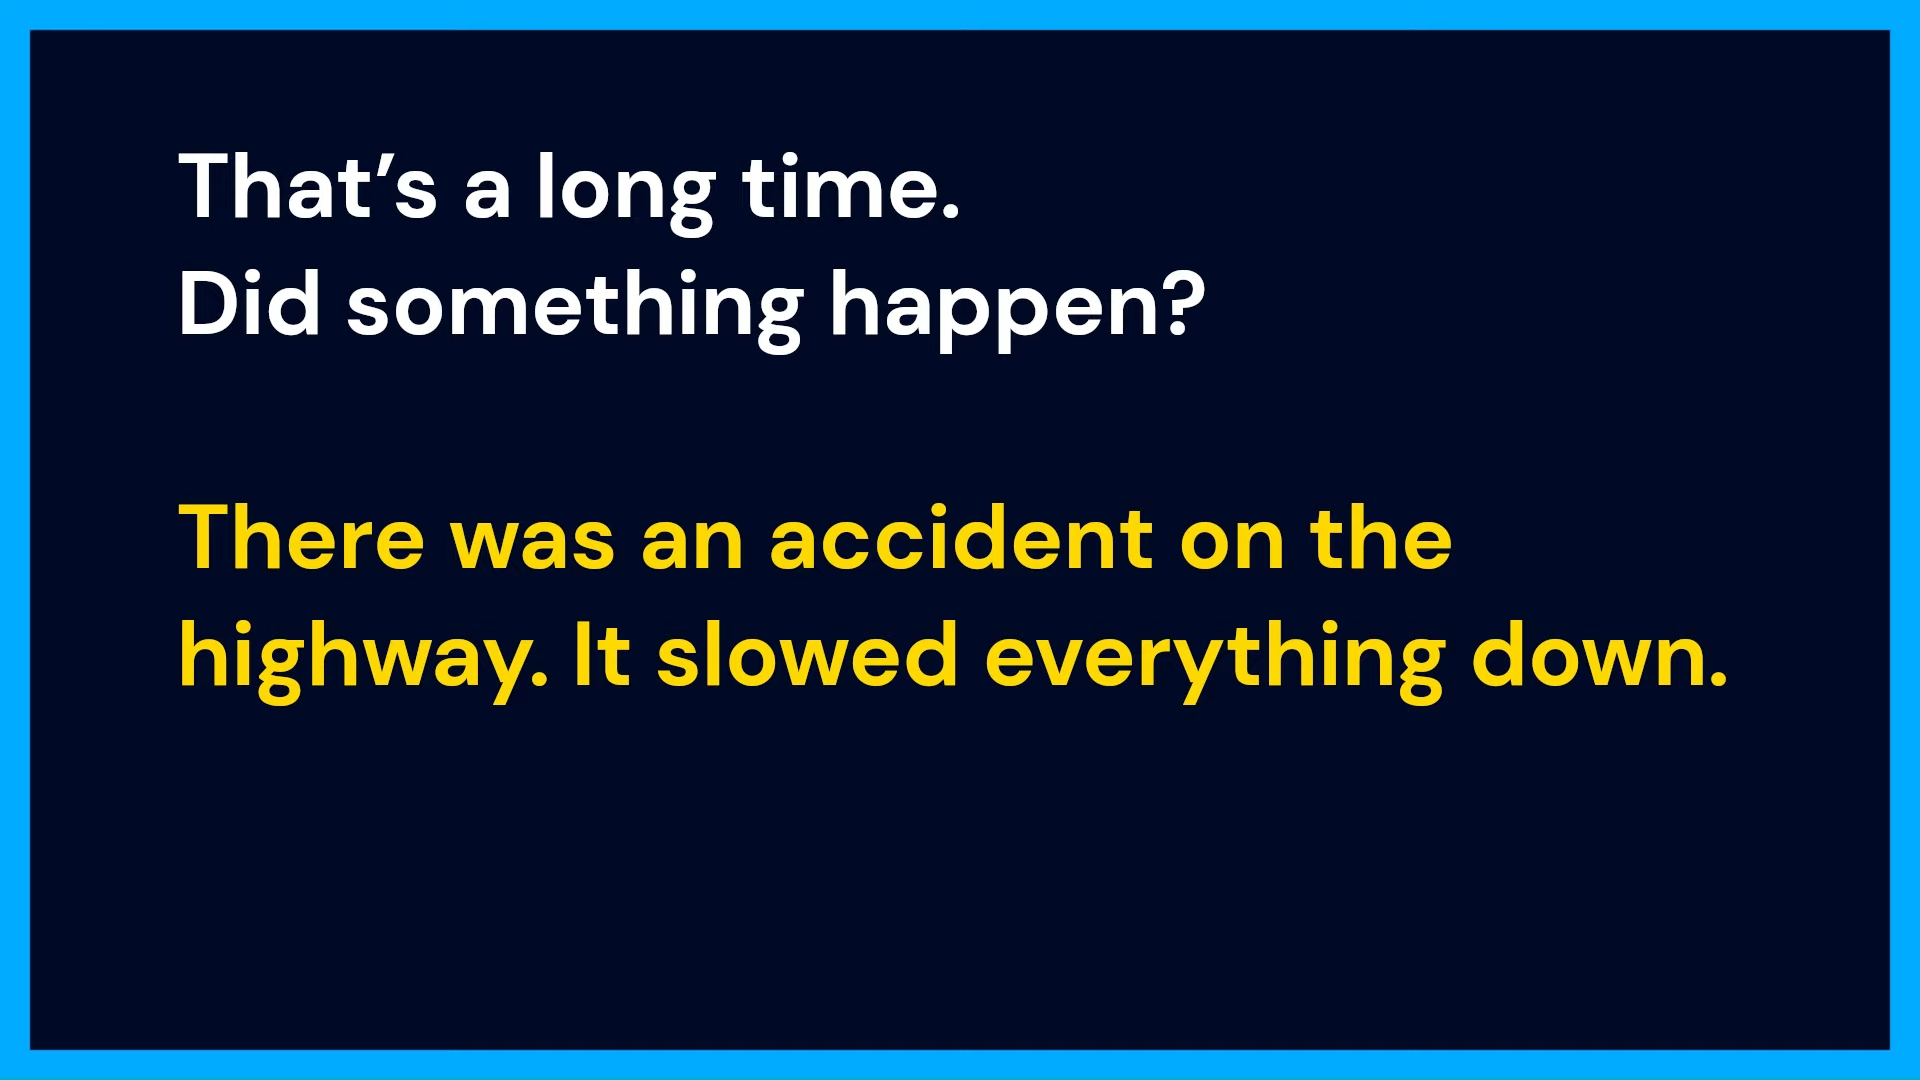 That’s a long time.
Did something happen?
There was an accident on the
highway. It slowed everything down.